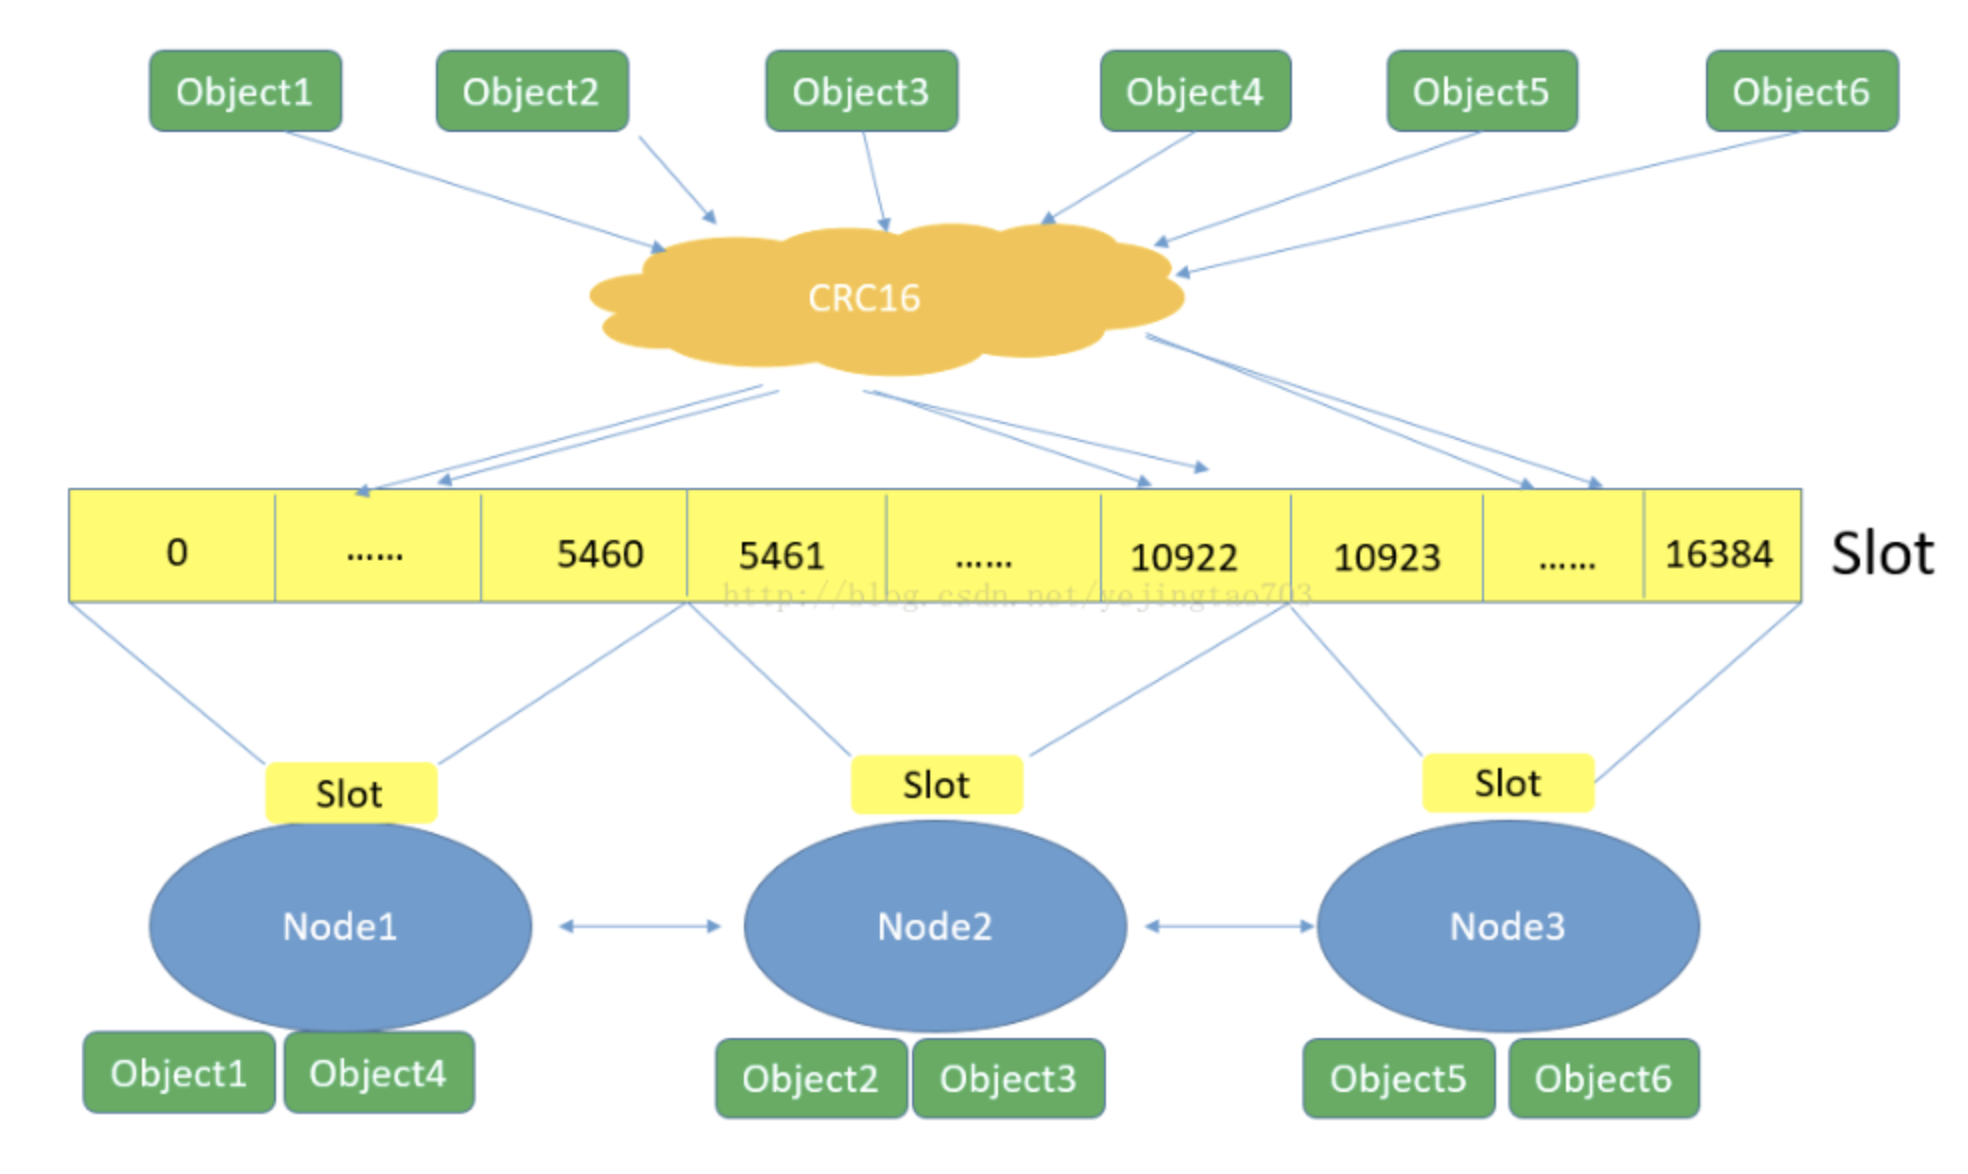 Object1
Object2
Object3
Object4
Object5
Object6
CRC16
0
......
5460
5461
......
10922
10923
......
16384
Slot
http://blog.csdn.net/yejingtao703
Slot
Slot
Slot
Node1
Node2
Node3
Object1
Object4
Object2
Object3
Object5
Object6